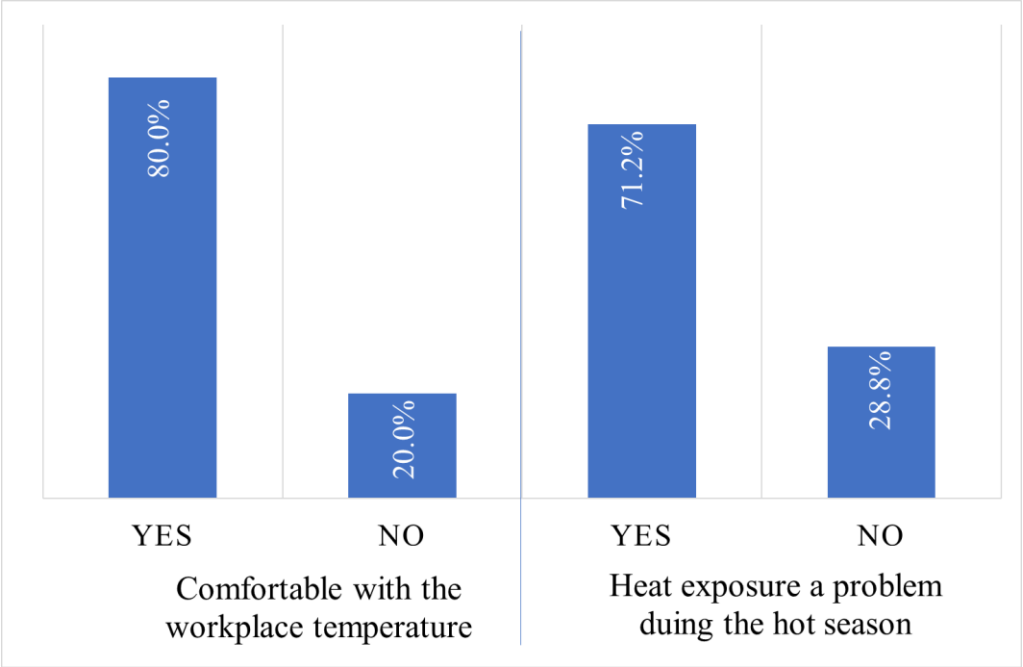 80.0%
20.0%
71.2%
28.8%
YES
NO
YES
NO
Comfortable with the
workplace temperature
Heat exposure a problem
duing the hot season